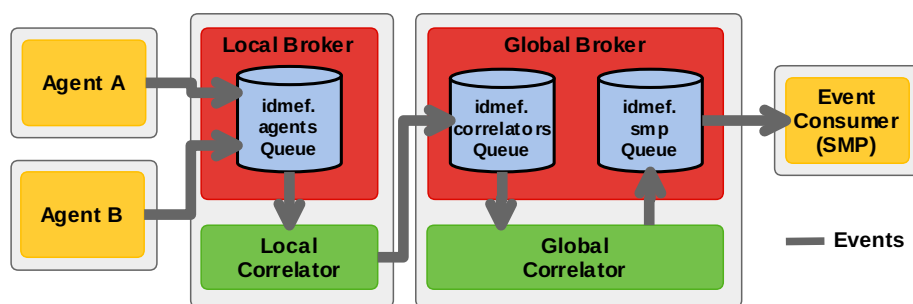 Agent A
Agent B
Local Broker
idmef.
agents
Queue
Local
Correlator
Global Broker
idmef.
correlators
Queue
idmef.
smp
Queue
Global
Correlator
Event
Consumer
(SMP)
Events